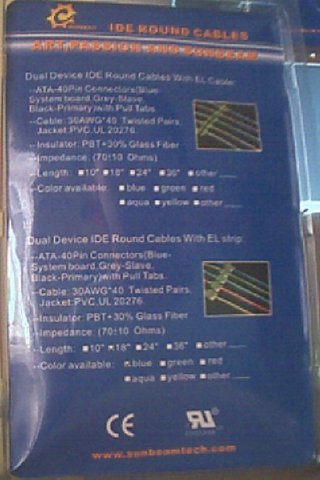 IDE ROUND CABLES
ART,PASSION AND SUNBEAM
Dual Device IDE Round Cables With EL Cable:
--ATA-40Pin Connectors(Blue-
System board,Grey-Slave,
Black-Primary)with Pull Tabs.
--Cable: 30AWG*40 Twisted Pairs,
Jacket:PVC,UL 20276.
--Insulator: PBT+30% Glass Fiber
--Impedance: (70±10 Ohms)
--Length: ■10" ■18" ■24" ■36" ■other
--Color available: ■blue ■green ■red
■aqua ■yellow ■other
Dual Device IDE Round Cables With EL strip:
--ATA-40Pin Connectors(Blue-
System board,Grey-Slave,
Black-Primary)with Pull Tabs.
--Cable: 30AWG*40 Twisted Pairs,
Jacket:PVC,UL 20276.
--Insulator: PBT+30% Glass Fiber
--Impedance: (70±10 Ohms)
--Length: ■10" ■18" ■24" ■36" ■other
--Color available: ■blue ■green ■red
■aqua ■yellow ■other
CE RU
www.sunbeamtech.com